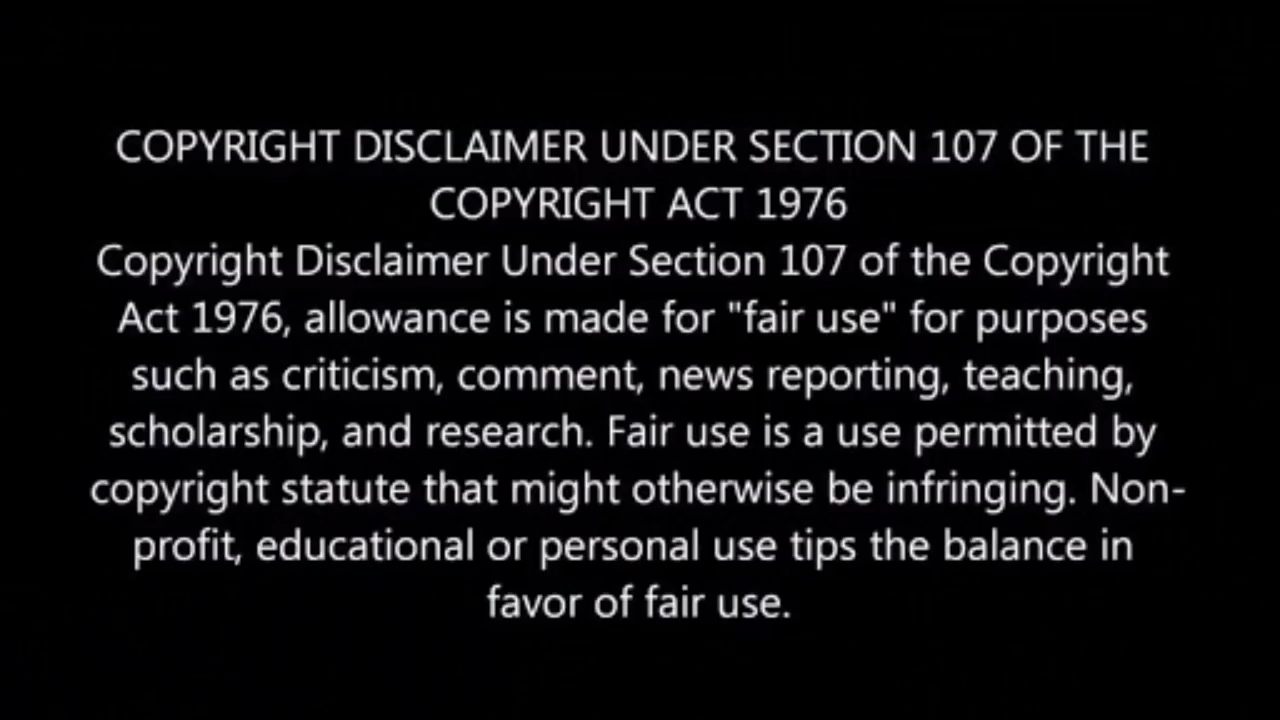 COPYRIGHT DISCLAIMER UNDER SECTION 107 OF THE
COPYRIGHT ACT 1976
Copyright Disclaimer Under Section 107 of the Copyright
Act 1976, allowance is made for "fair use" for purposes
such as criticism, comment, news reporting, teaching,
scholarship, and research. Fair use is a use permitted by
copyright statute that might otherwise be infringing. Non-
profit, educational or personal use tips the balance in
favor of fair use.